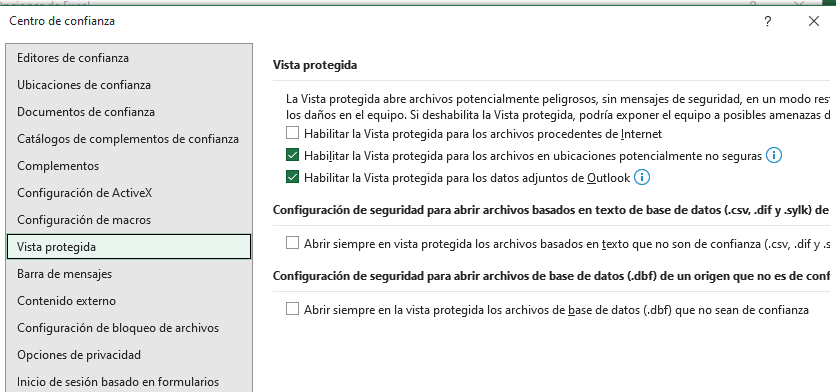 Centro de confianza
?
Editores de confianza
Ubicaciones de confianza
Documentos de confianza
Catálogos de complementos de confianza
Complementos
Configuración de ActiveX
Configuración de macros
Vista protegida
Barra de mensajes
Contenido externo
Configuración de bloqueo de archivos
Opciones de privacidad
Inicio de sesión basado en formularios
Vista protegida
La Vista protegida abre archivos potencialmente peligrosos, sin mensajes de seguridad, en un modo res
los daños en el equipo. Si deshabilita la Vista protegida, podría exponer el equipo a posibles amenazas d
Habilitar la Vista protegida para los archivos procedentes de Internet
Habilitar la Vista protegida para los archivos en ubicaciones potencialmente no seguras
Habilitar la Vista protegida para los datos adjuntos de Outlook
Configuración de seguridad para abrir archivos basados en texto de base de datos (.csv, .dif y .sylk) de
Abrir siempre en vista protegida los archivos basados en texto que no son de confianza (.csv, .dif y .s
Configuración de seguridad para abrir archivos de base de datos (.dbf) de un origen que no es de conf
Abrir siempre en la vista protegida los archivos de base de datos (.dbf) que no sean de confianza